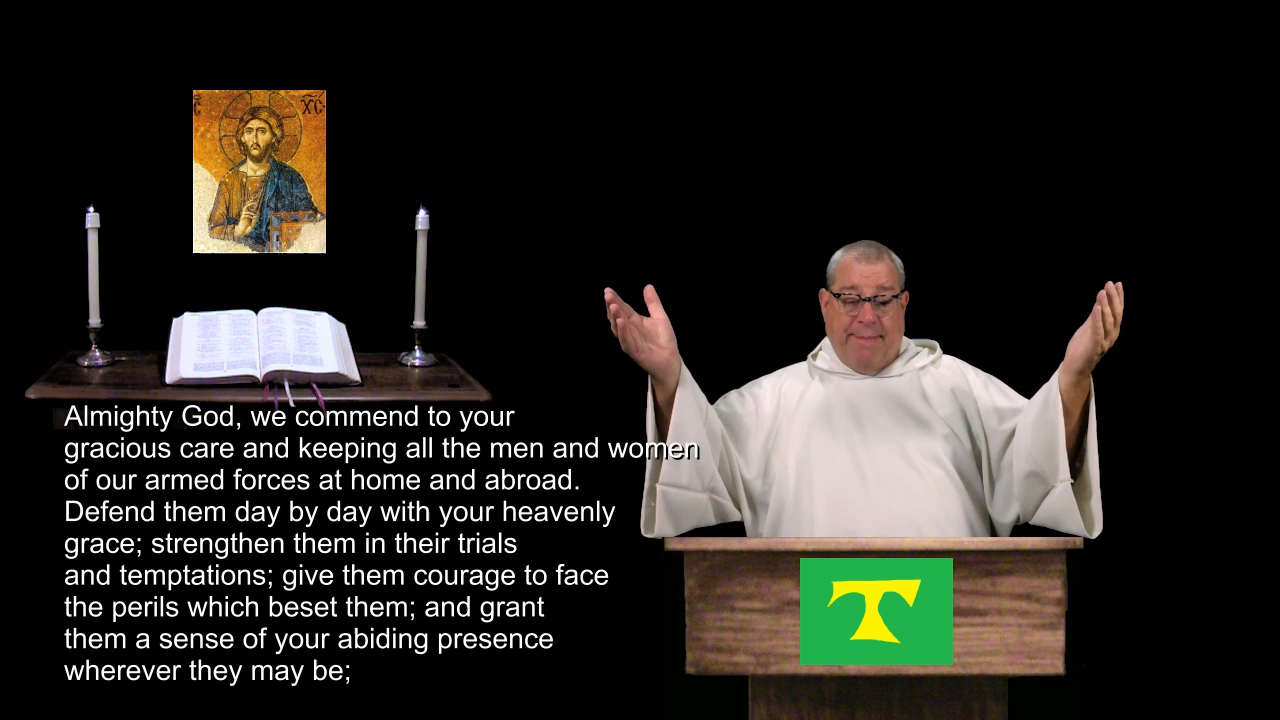 XC
Almighty God, we commend to your
gracious care and keeping all the men and women
of our armed forces at home and abroad.
Defend them day by day with your heavenly
grace; strengthen them in their trials
and temptations; give them courage to face
the perils which beset them; and grant
them a sense of your abiding presence
wherever they may be;
T